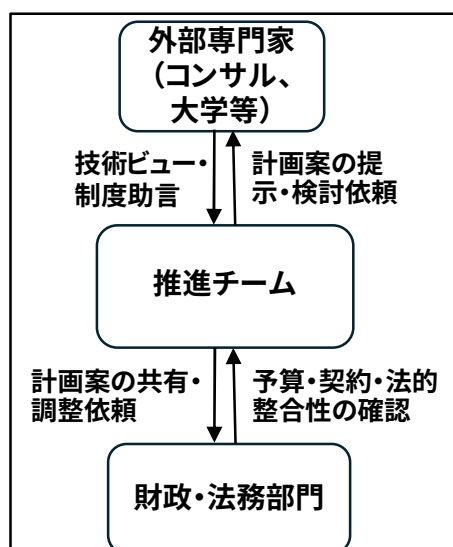 外部専門家
（コンサル、
大学等）
技術ビュー・
制度助言
計画案の提
示・検討依頼
推進チーム
計画案の共有・
調整依頼
予算・契約・法的
整合性の確認
財政・法務部門